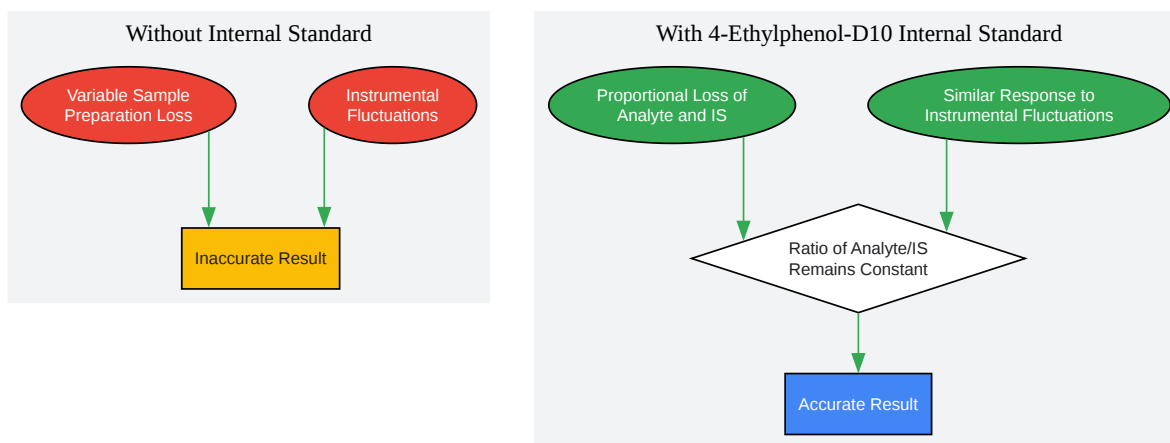 Without Internal Standard
Variable Sample
Preparation Loss
Instrumental
Fluctuations
Inaccurate Result
With 4-Ethylphenol-D10 Internal Standard
Proportional Loss of
Analyte and IS
Similar Response to
Instrumental Fluctuations
Ratio of Analyte/IS
Remains Constant
Accurate Result